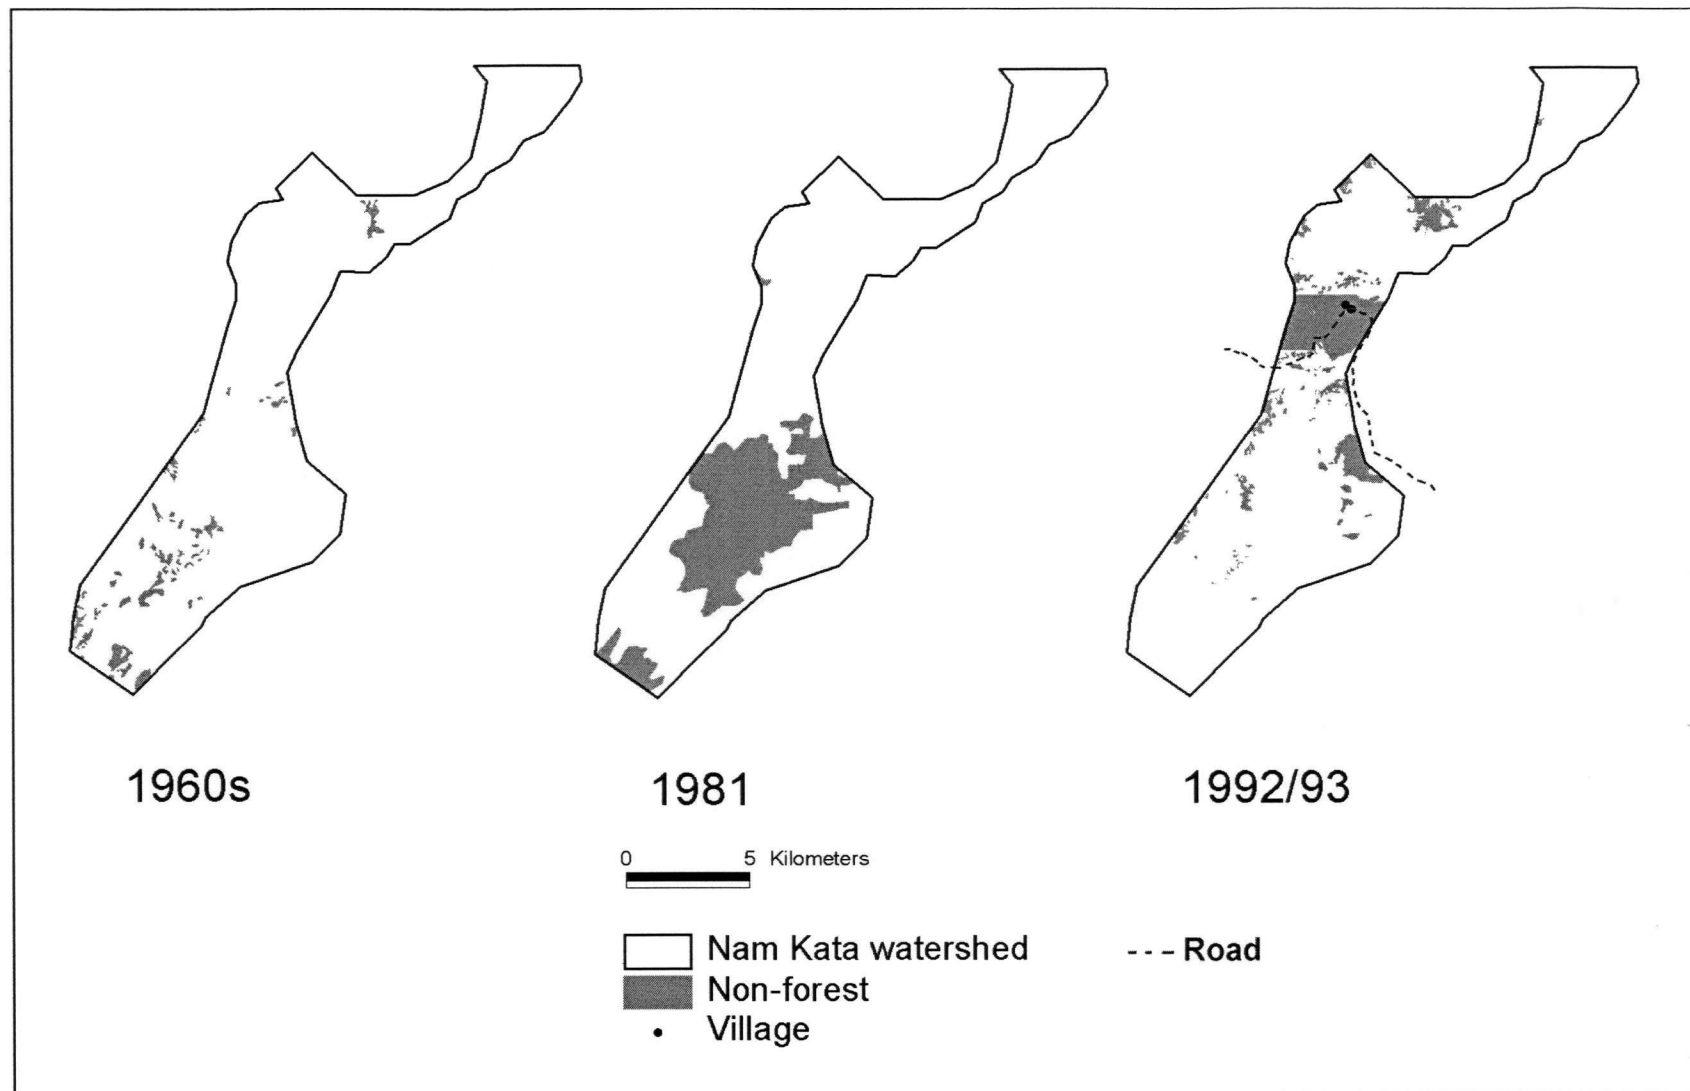 1960s
1981
1992/93
0 5 Kilometers
Nam Kata watershed
Non-forest
Village
Road